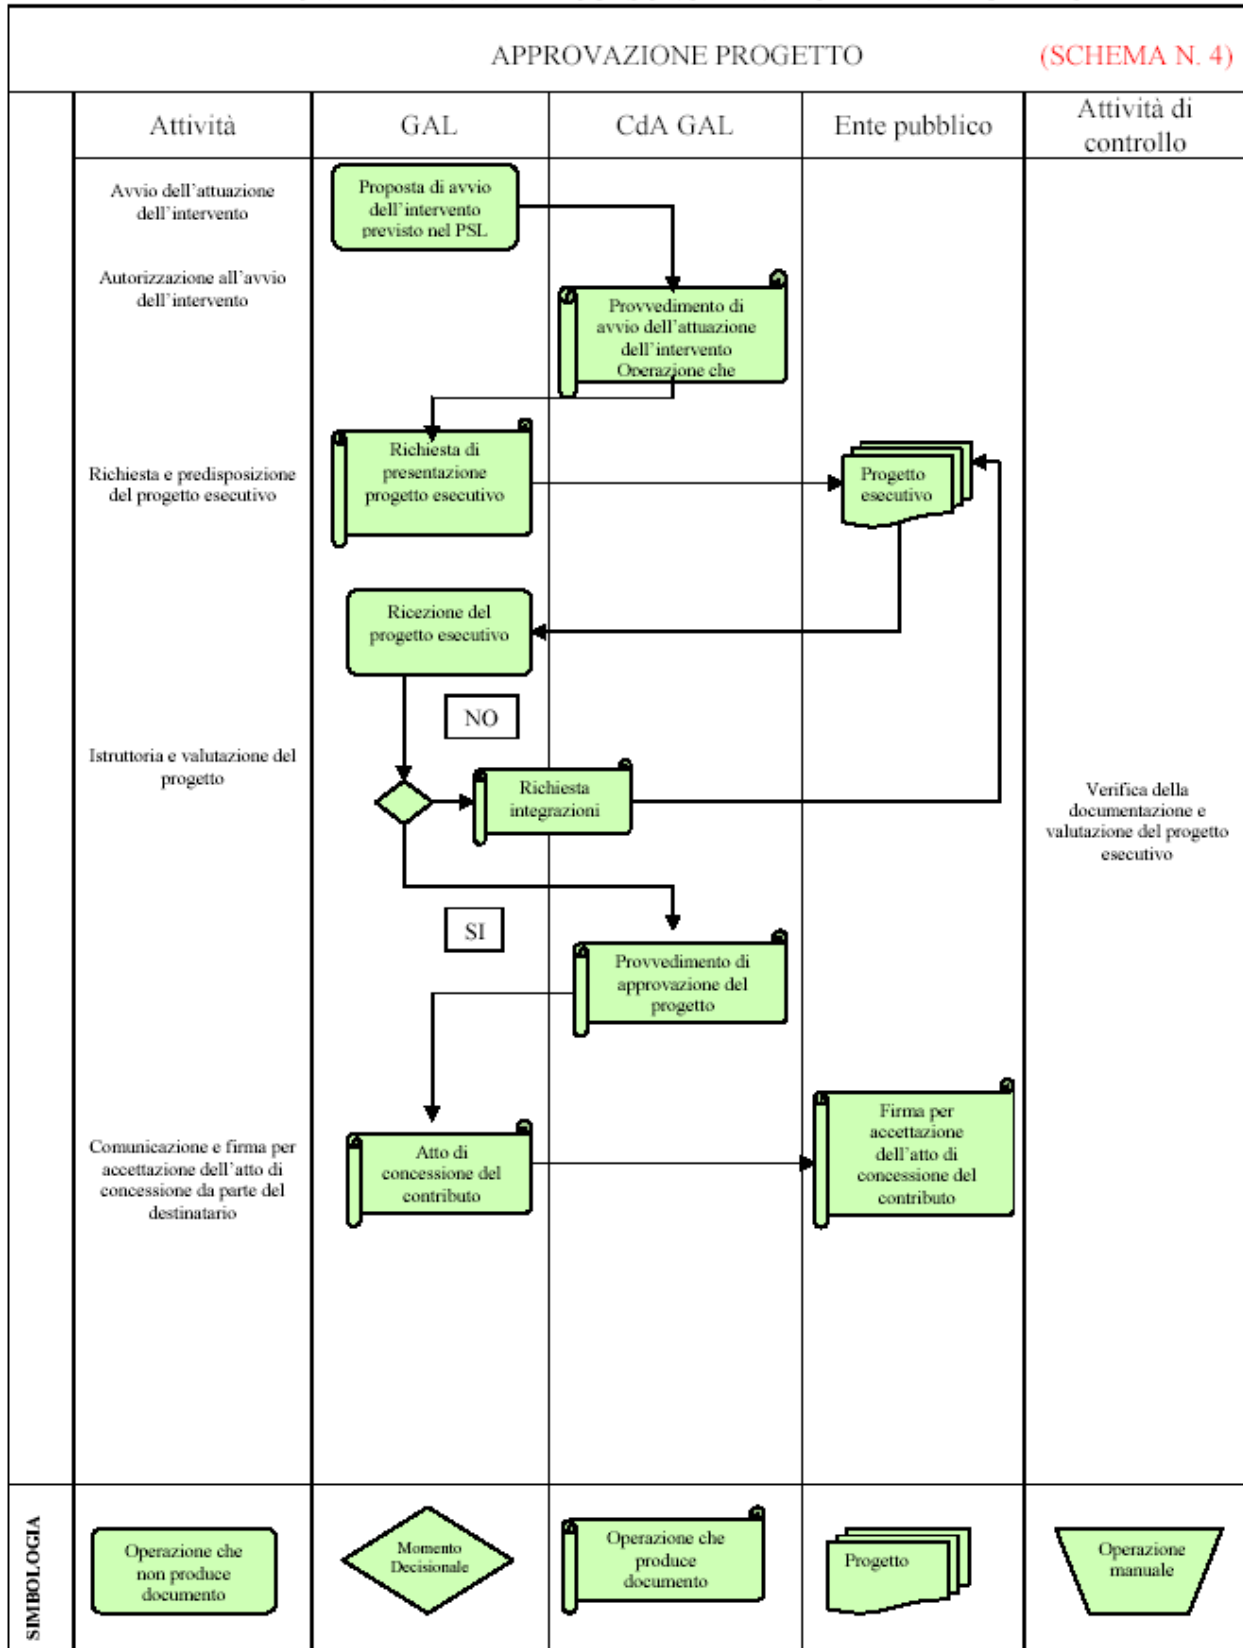 APPROVAZIONE PROGETTO (SCHEMA N. 4)
Attività
GAL
CdA GAL
Ente pubblico
Attività di
controllo
Avvio dell'attuazione
dell'intervento
Proposta di avvio
dell'intervento
previsto nel PSL
Autorizzazione all'avvio
dell'intervento
Provvedimento di
avvio dell'attuazione
dell'intervento
Operazione che
Richiesta e predisposizione
del progetto esecutivo
Richiesta di
presentazione
progetto esecutivo
Progetto
esecutivo
Ricezione del
progetto esecutivo
NO
Istruttoria e valutazione del
progetto
Richiesta
integrazioni
Verifica della
documentazione e
valutazione del progetto
esecutivo
SI
Provvedimento di
approvazione del
progetto
Comunicazione e firma per
accettazione dell'atto di
concessione da parte del
destinatario
Atto di
concessione del
contributo
Firma per
accettazione
dell'atto di
concessione del
contributo
SIMBOLOGIA
Operazione che
non produce
documento
Momento
Decisionale
Operazione che
produce
documento
Progetto
Operazione
manuale